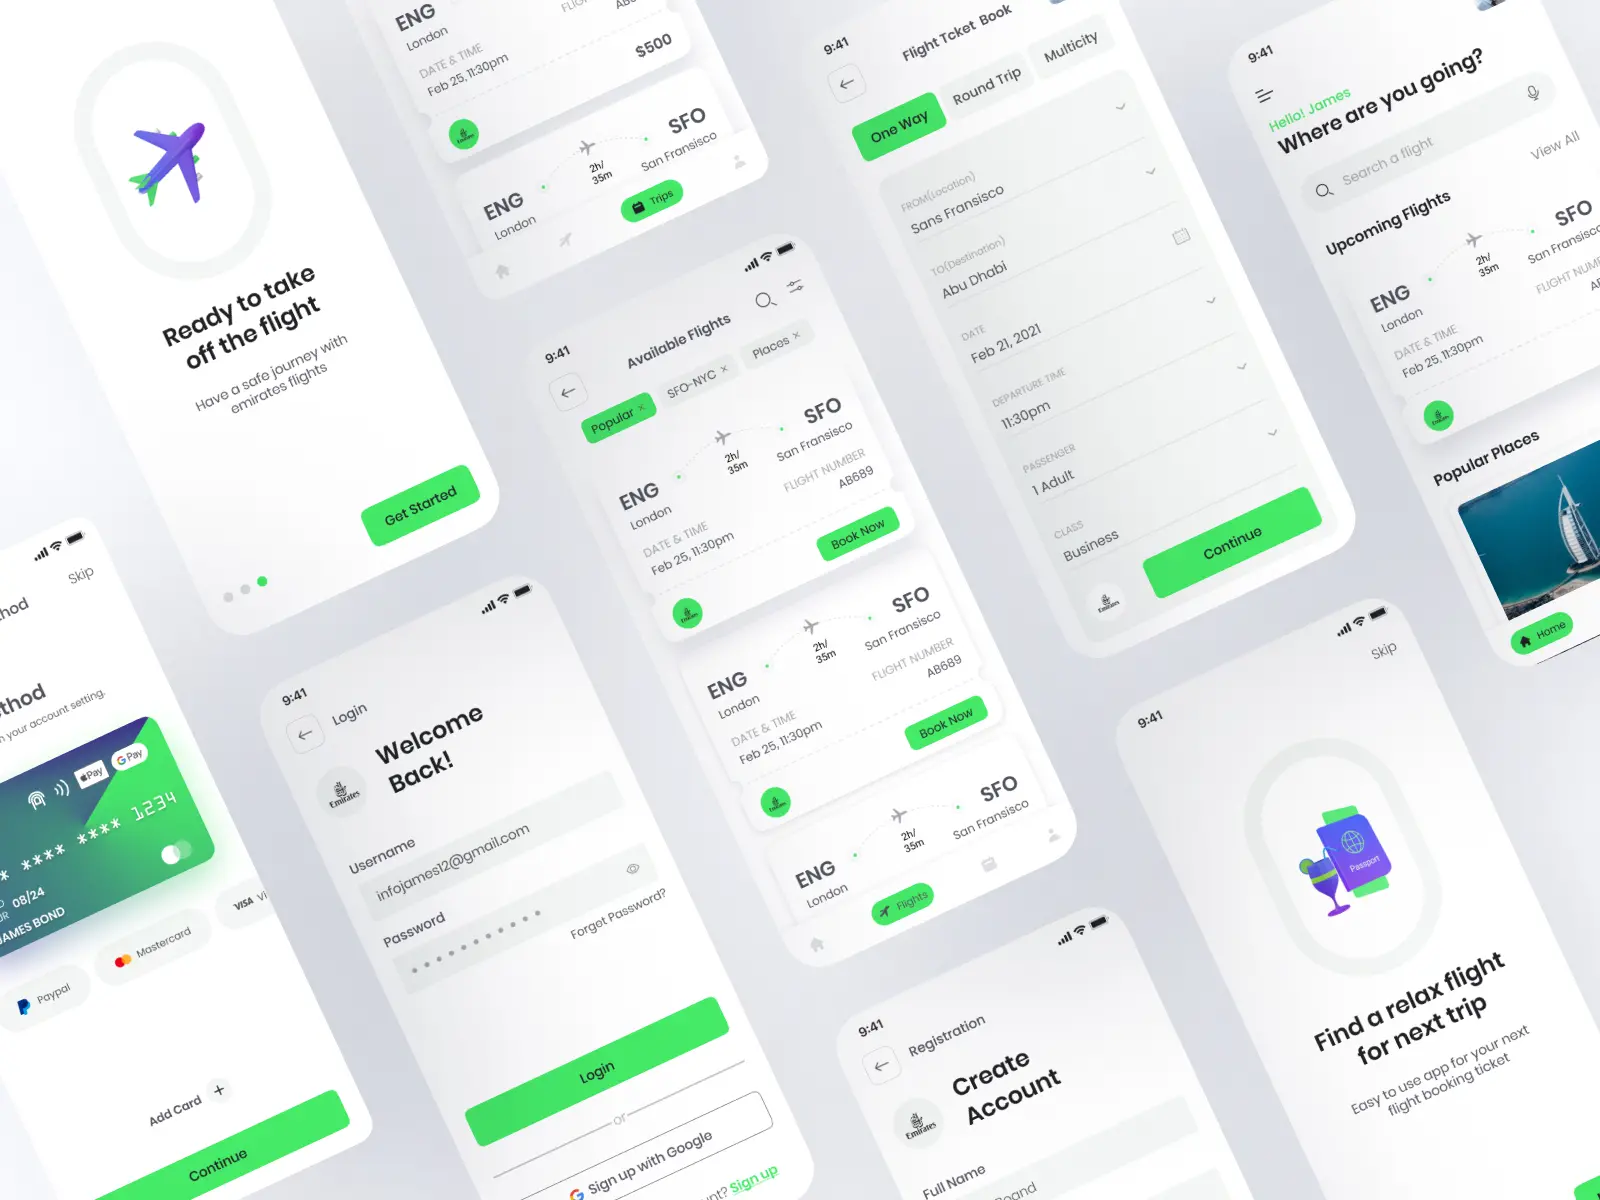 Ready to take
off the flight
Have a safe journey with
emirates flights
Get Started
ENG
London
DATE & TIME
Feb 25, 11:30pm
$500
Emirates
SFO
San Fransisco
2h/
35m
ENG
London
Trips
9:41
Flight Tcket Book
One Way
Round Trip
Multicity
FROM(Location)
Sans Fransisco
TO(Destination)
Abu Dhabi
DATE
Feb 21, 2021
DEPARTURE TIME
11:30pm
PASSENGER
1 Adult
CLASS
Business
Emirates
Continue
9:41
Hello! James
Where are you going?
Search a flight
Upcoming Flights
View All
SFO
San Fransisco
2h/
35m
ENG
London
FLIGHT NUMBER
DATE & TIME
Feb 25, 11:30pm
Emirates
Popular Places
Home
9:41
Available Flights
Popular ×
SFO-NYC ×
Places ×
SFO
San Fransisco
2h/
35m
ENG
London
FLIGHT NUMBER
AB689
DATE & TIME
Feb 25, 11:30pm
Book Now
Emirates
SFO
San Fransisco
2h/
35m
ENG
London
FLIGHT NUMBER
AB689
DATE & TIME
Feb 25, 11:30pm
Book Now
Emirates
SFO
San Fransisco
2h/
35m
ENG
London
Flights
Skip
hod
thod
your account setting.
Pay
G Pay
**** **** 1234
08/24
JAMES BOND
Paypal
Mastercard
VISA
Add Card +
Continue
9:41
Login
Emirates
Welcome
Back!
Username
infojames12@gmail.com
Password
Forget Password?
Login
or
Sign up with Google
Sign up
9:41
Registration
Emirates
Create
Account
Full Name
9:41
Skip
Passport
Find a relax flight
for next trip
Easy to use app for your next
flight booking ticket